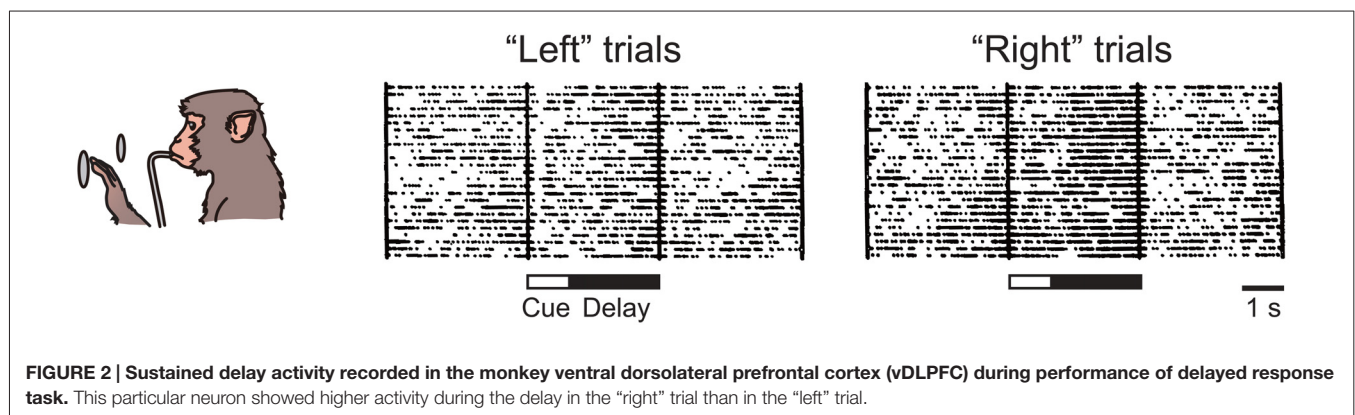 “Left” trials
“Right” trials
Cue Delay
1 s
FIGURE 2 | Sustained delay activity recorded in the monkey ventral dorsolateral prefrontal cortex (vDLPFC) during performance of delayed response
task. This particular neuron showed higher activity during the delay in the “right” trial than in the “left” trial.